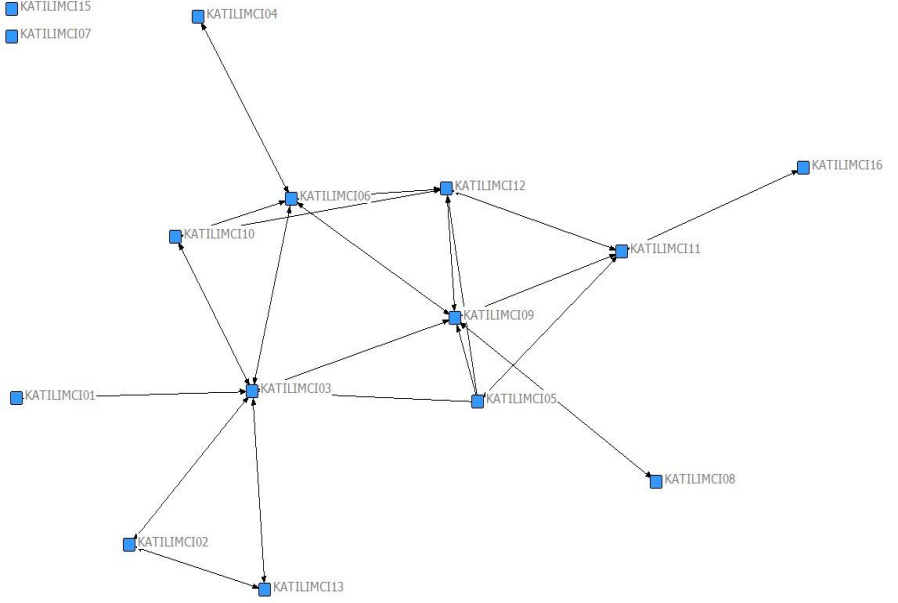 KATILIMCI15
KATILIMCI04
KATILIMCI07
KATILIMCI16
KATILIMCI12
KATILIMCI06
KATILIMCI10
KATILIMCI11
KATILIMCI09
KATILIMCI03
KATILIMCI01
KATILIMCI05
KATILIMCI08
KATILIMCI02
KATILIMCI13